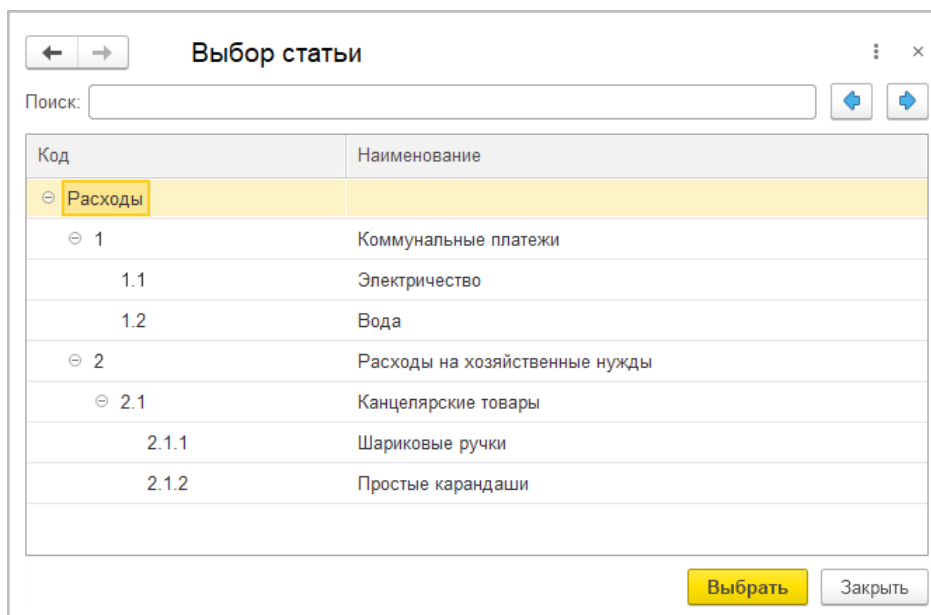 Выбор статьи
Поиск:
Код Наименование
Расходы
1 Коммунальные платежи
1.1 Электричество
1.2 Вода
2 Расходы на хозяйственные нужды
2.1 Канцелярские товары
2.1.1 Шариковые ручки
2.1.2 Простые карандаши
Выбрать Закрыть